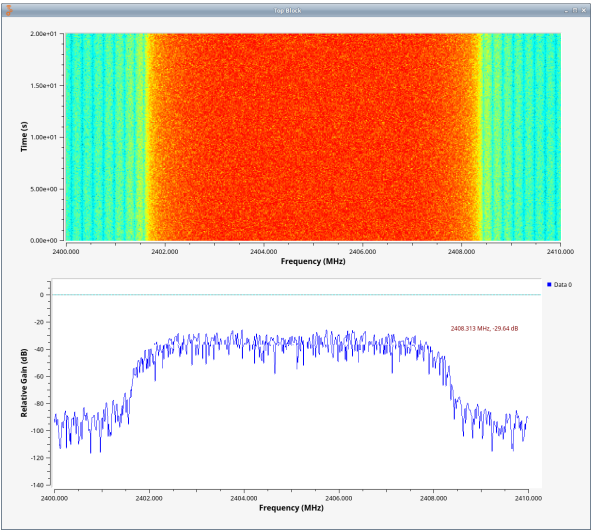 Top Block
2.00e+01
1.50e+01
1.00e+01
5.00e+00
0.00e+00
Time (s)
2400.000 2402.000 2404.000 2406.000 2408.000 2410.000
Frequency (MHz)
Data 0
0
-20
-40
-60
-80
-100
-120
-140
Relative Gain (dB)
2408.313 MHz, -29.64 dB
2400.000 2402.000 2404.000 2406.000 2408.000 2410.000
Frequency (MHz)